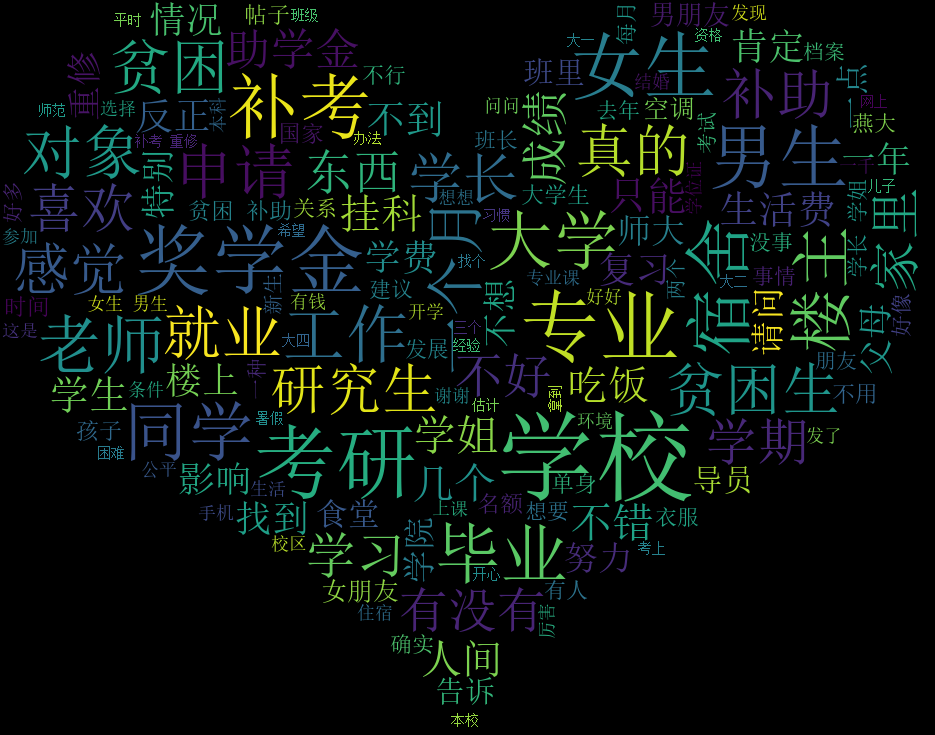 平时
情况
帖子
班级
男朋友
发现
贫困
助学金
女生
大一
每月
资格
肯定
档案
重修
不行
班里
结婚
补助
一点
网上
师范
选择
反正
本科
补考
不到
问问
成绩
去年
空调
考试
燕大
对象
补考 重修
国家
办法
班长
真的
男生
一年
特别
申请
东西
学长
想想
大学生
只能
学位证
学姐
儿子
好多
喜欢
贫困 补助
关系
挂科
个月
习惯
大学
师大
宿舍
生活费
学长
家里
参加
希望
没事
感觉
奖学金
学费
找个
专业课
复习
两个
大二
事情
楼主
父母
好像
时间
女生 男生
新生
有钱
建议
开学
不想
专业
好好
请问
这是
老师
就业
大四
工作
发展
三个
经验
朋友
学生
条件
楼上
一种
研究生
不好
谢谢
估计
拿到
吃饭
贫困生
不用
孩子
同学
暑假
考研
学姐
学校
环境
学期
发了
困难
公平
影响
生活
几个
单身
导员
手机
找到
食堂
上课
名额
想要
不错
衣服
校区
学习
学院
毕业
努力
考上
女朋友
开心
有人
住宿
有没有
厉害
确实
人间
告诉
本校